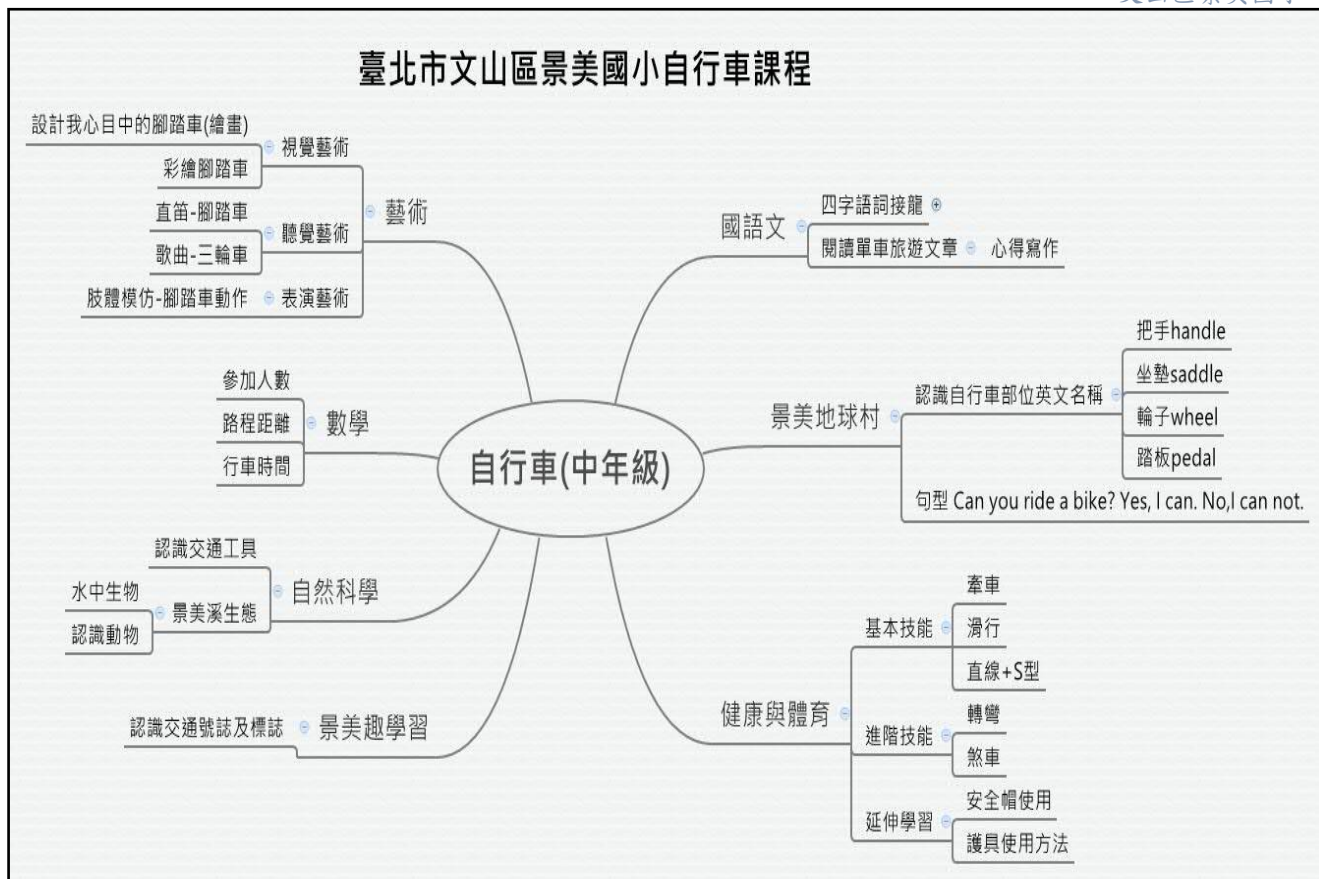 臺北市文山區景美國小自行車課程
自行車(中年級)
國語文
四字語詞接龍
閱讀單車旅遊文章
心得寫作
景美地球村
認識自行車部位英文名稱
把手handle
坐墊saddle
輪子wheel
踏板pedal
句型 Can you ride a bike? Yes, I can. No,I can not.
健康與體育
基本技能
牽車
滑行
直線+S型
進階技能
轉彎
煞車
延伸學習
安全帽使用
護具使用方法
藝術
視覺藝術
設計我心目中的腳踏車(繪畫)
彩繪腳踏車
聽覺藝術
直笛-腳踏車
歌曲-三輪車
表演藝術
肢體模仿-腳踏車動作
數學
參加人數
路程距離
行車時間
自然科學
認識交通工具
景美溪生態
水中生物
認識動物
景美趣學習
認識交通號誌及標誌